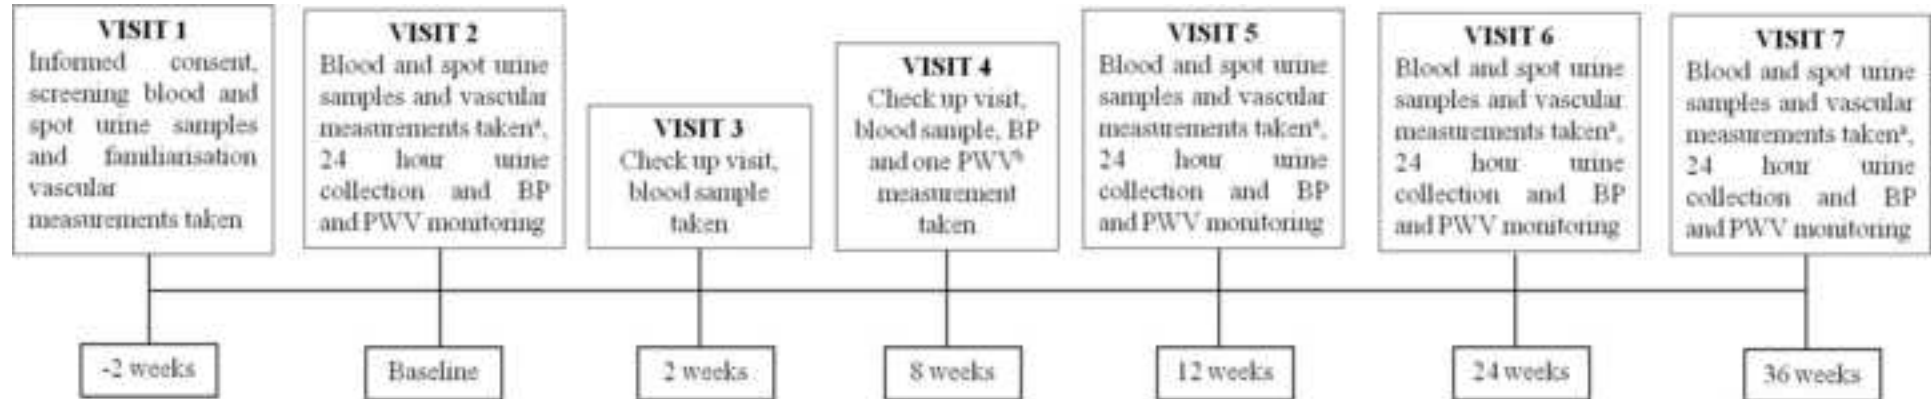 VISIT 1
Informed consent,
screening blood and
spot urine samples
and familiarisation
vascular
measurements taken
VISIT 2
Blood and spot urine
samples and vascular
measurements takenª,
24 hour urine
collection and BP
and PWV monitoring
VISIT 3
Check up visit,
blood sample
taken
VISIT 4
Check up visit,
blood sample, BP
and one PWVᵇ
measurement
taken
VISIT 5
Blood and spot urine
samples and vascular
measurements takenª,
24 hour urine
collection and BP
and PWV monitoring
VISIT 6
Blood and spot urine
samples and vascular
measurements takenª,
24 hour urine
collection and BP
and PWV monitoring
VISIT 7
Blood and spot urine
samples and vascular
measurements takenª,
24 hour urine
collection and BP
and PWV monitoring
-2 weeks
Baseline
2 weeks
8 weeks
12 weeks
24 weeks
36 weeks